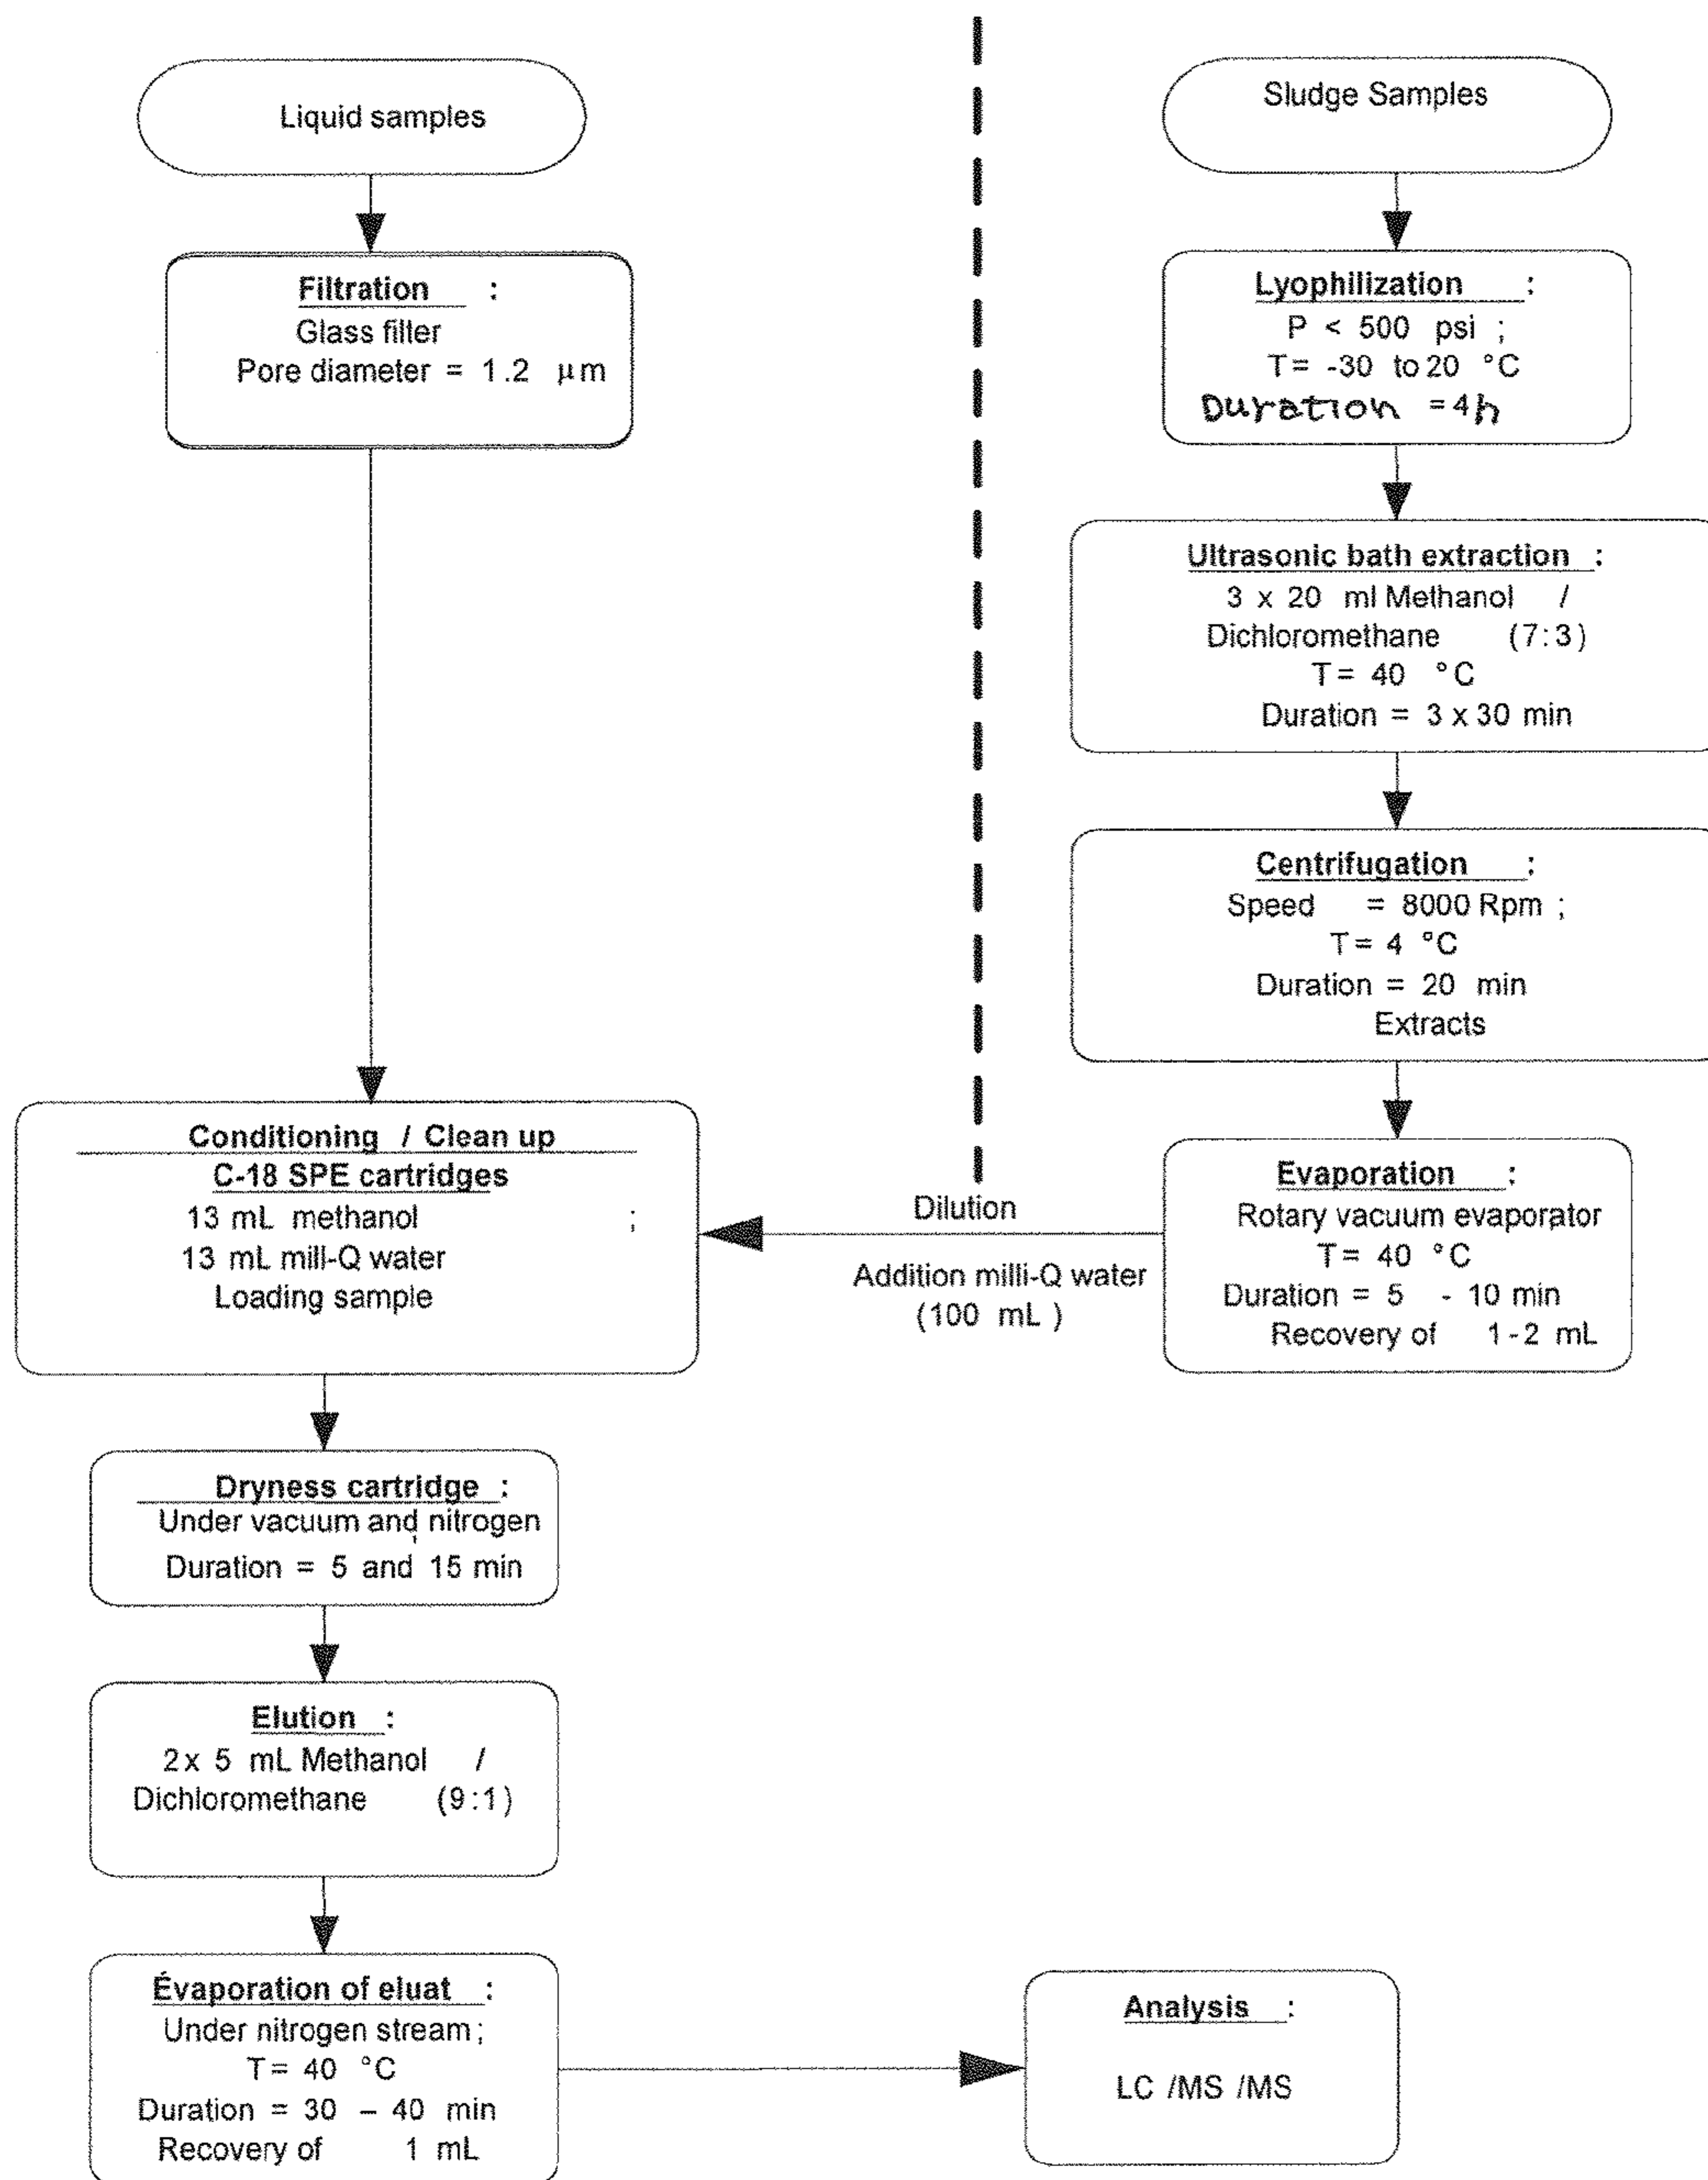 Liquid samples
Filtration :
Glass filter
Pore diameter = 1.2 μm
Sludge Samples
Lyophilization :
P < 500 psi ;
T= -30 to 20 °C
Duration = 4h
Ultrasonic bath extraction :
3 x 20 ml Methanol /
Dichloromethane (7:3)
T= 40 °C
Duration = 3 x 30 min
Centrifugation :
Speed = 8000 Rpm ;
T= 4 °C
Duration = 20 min
Extracts
Evaporation :
Rotary vacuum evaporator
T= 40 °C
Duration = 5 - 10 min
Recovery of 1-2 mL
Dilution
Addition milli-Q water
(100 mL )
Conditioning / Clean up
C-18 SPE cartridges
13 mL methanol ;
13 mL mill-Q water
Loading sample
Dryness cartridge :
Under vacuum and nitrogen
Duration = 5 and 15 min
Elution :
2x 5 mL Methanol /
Dichloromethane (9:1)
Évaporation of eluat :
Under nitrogen stream ;
T= 40 °C
Duration = 30 – 40 min
Recovery of 1 mL
Analysis :
LC /MS /MS